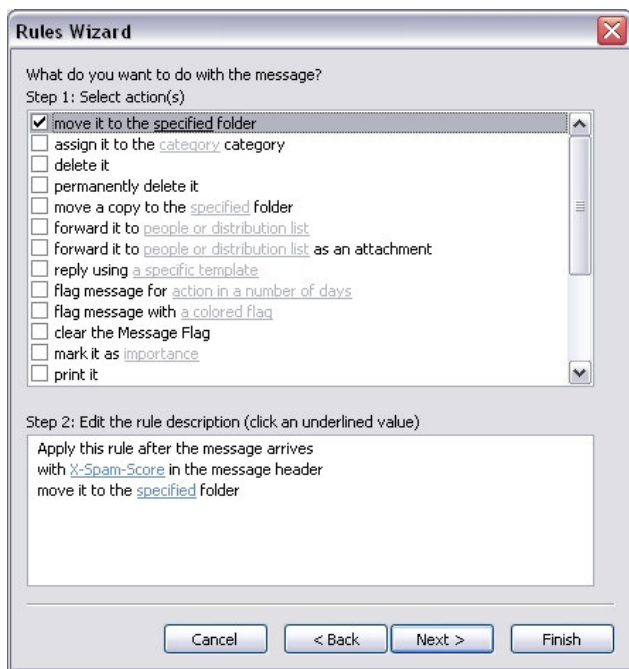 Rules Wizard
What do you want to do with the message?
Step 1: Select action(s)
move it to the specified folder
assign it to the category category
delete it
permanently delete it
move a copy to the specified folder
forward it to people or distribution list
forward it to people or distribution list as an attachment
reply using a specific template
flag message for action in a number of days
flag message with a colored flag
clear the Message Flag
mark it as importance
print it
Step 2: Edit the rule description (click an underlined value)
Apply this rule after the message arrives
with X-Spam-Score in the message header
move it to the specified folder
Cancel < Back Next > Finish